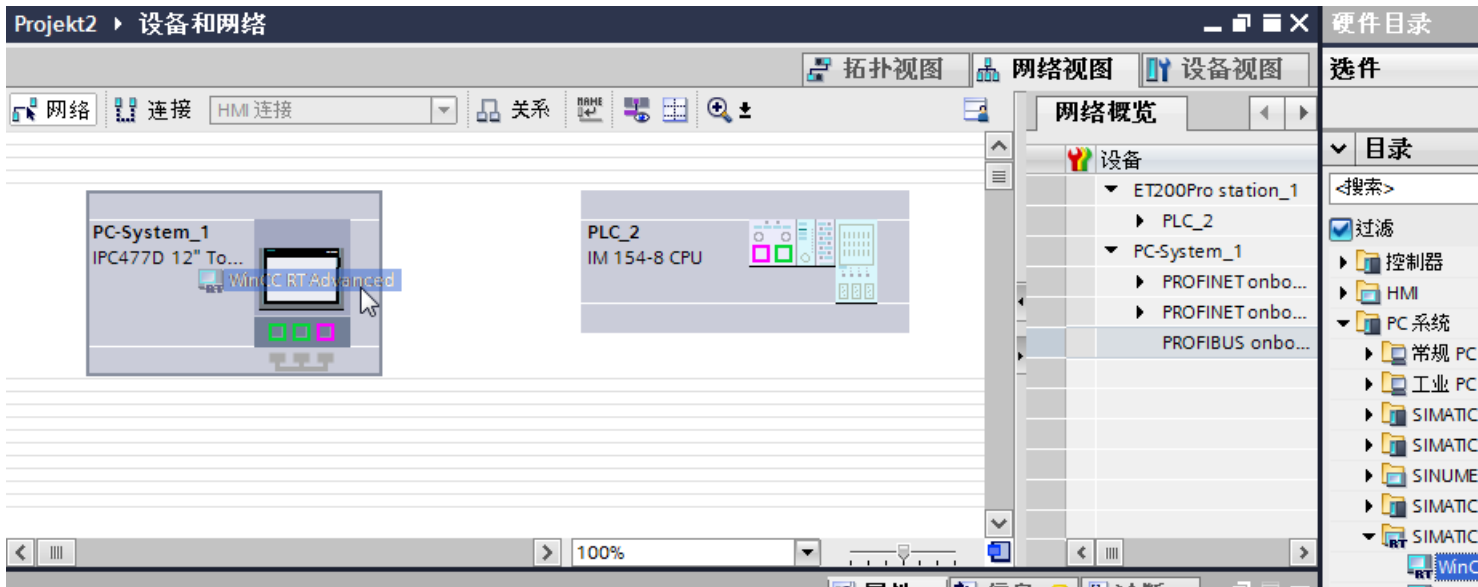 Projekt2 ▸ 设备和网络
硬件目录
拓扑视图 网络视图 设备视图
选件
网络 连接 HMI 连接 关系
网络概览
目录
设备
<搜索>
ET200Pro station_1
PLC_2
过滤
PC-System_1
控制器
PROFINET onbo...
HMI
PROFINET onbo...
PC 系统
PROFIBUS onbo...
常规 PC
工业 PC
SIMATIC
SIMATIC
SINUME
SIMATIC
SIMATIC
WinC
PC-System_1
IPC477D 12" To...
WinCC RT Advanced
PLC_2
IM 154-8 CPU
100%